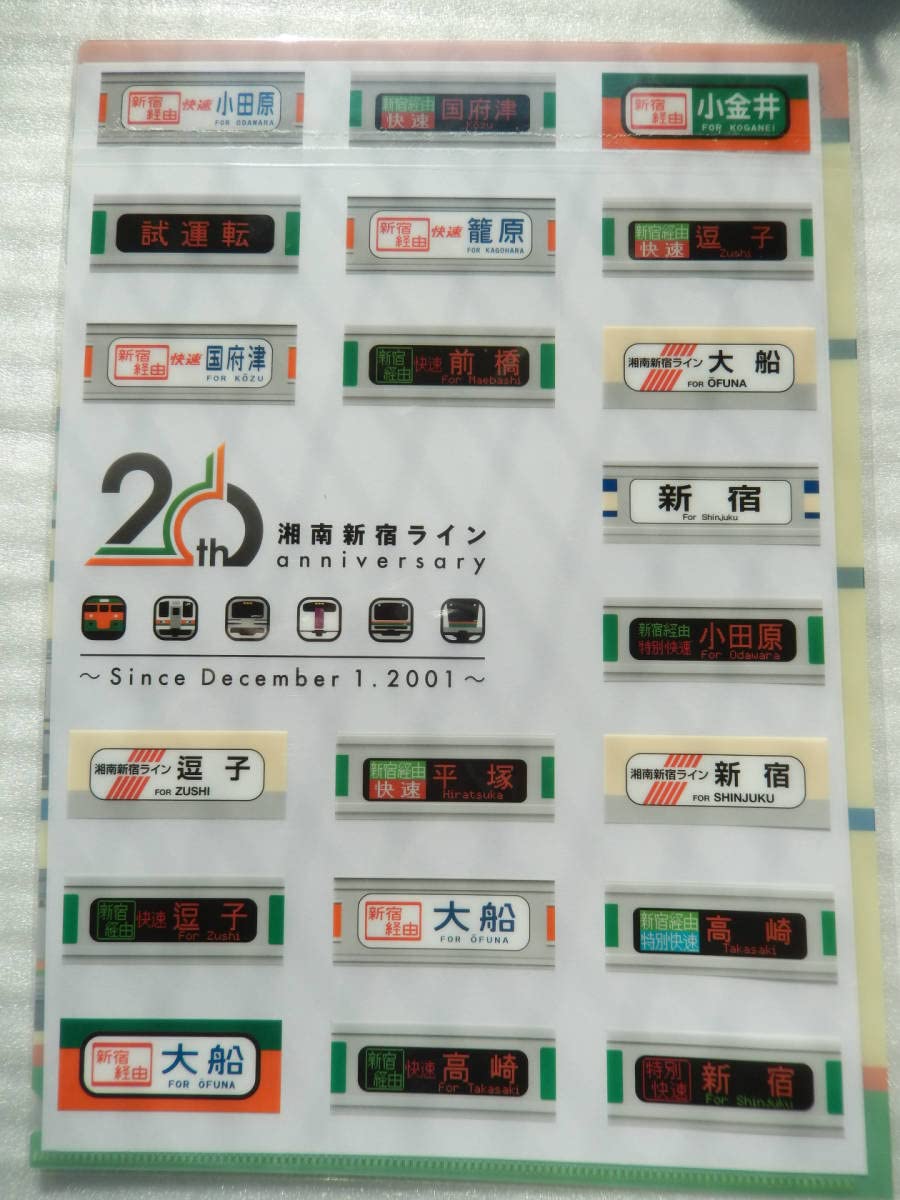 新宿経由 快速 小田原
FOR ODAWARA
新宿経由 快速 国府津
Kōzu
新宿経由 小金井
FOR KOGANEI
試運転
新宿経由 快速 籠原
FOR KAGOHARA
新宿経由 快速 逗子
Zushi
新宿経由 快速 国府津
FOR KŌZU
新宿経由 快速 前橋
For Maebashi
湘南新宿ライン 大船
FOR ŌFUNA
20th
湘南新宿ライン
anniversary
～Since December 1.2001～
新宿
For Shinjuku
新宿経由 特別快速 小田原
For Odawara
湘南新宿ライン 逗子
FOR ZUSHI
新宿経由 快速 平塚
Hiratsuka
湘南新宿ライン 新宿
FOR SHINJUKU
新宿経由 快速 逗子
For Zushi
新宿経由 大船
FOR ŌFUNA
新宿経由 特別快速 高崎
Takasaki
新宿経由 大船
FOR ŌFUNA
新宿経由 快速 高崎
For Takasaki
特別快速 新宿
For Shinjuku